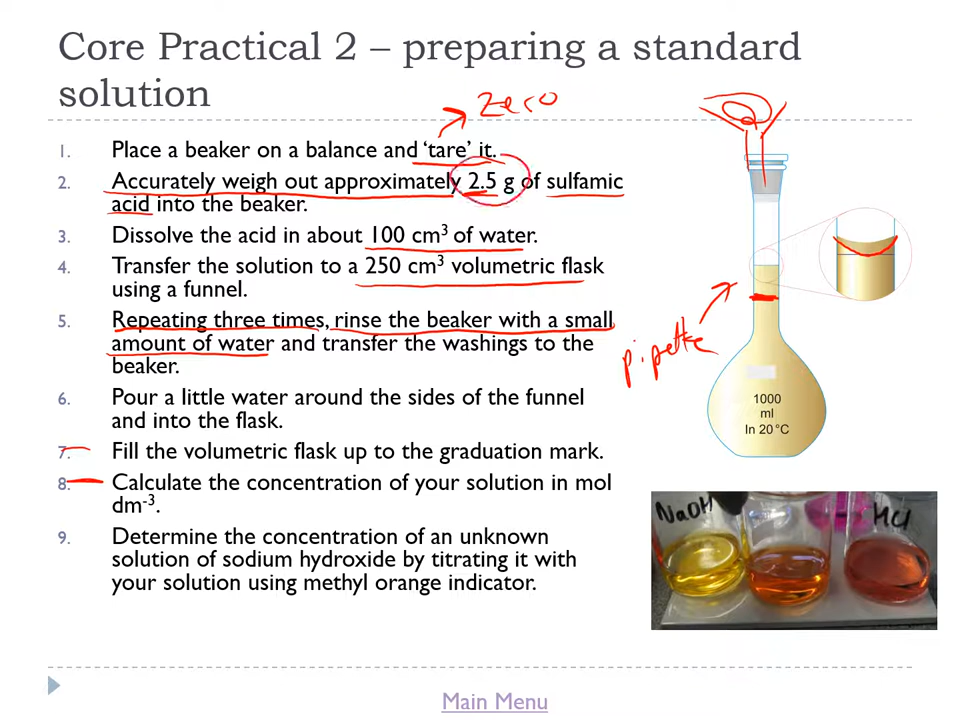 Core Practical 2 – preparing a standard
solution
zero
1. Place a beaker on a balance and ‘tare’ it.
2. Accurately weigh out approximately 2.5 g of sulfamic
acid into the beaker.
3. Dissolve the acid in about 100 cm³ of water.
4. Transfer the solution to a 250 cm³ volumetric flask
using a funnel.
5. Repeating three times, rinse the beaker with a small
amount of water and transfer the washings to the
beaker.
6. Pour a little water around the sides of the funnel
and into the flask.
7. Fill the volumetric flask up to the graduation mark.
8. Calculate the concentration of your solution in mol
dm⁻³.
9. Determine the concentration of an unknown
solution of sodium hydroxide by titrating it with
your solution using methyl orange indicator.
pipette
1000
ml
In 20°C
NaOH
HCl
Main Menu